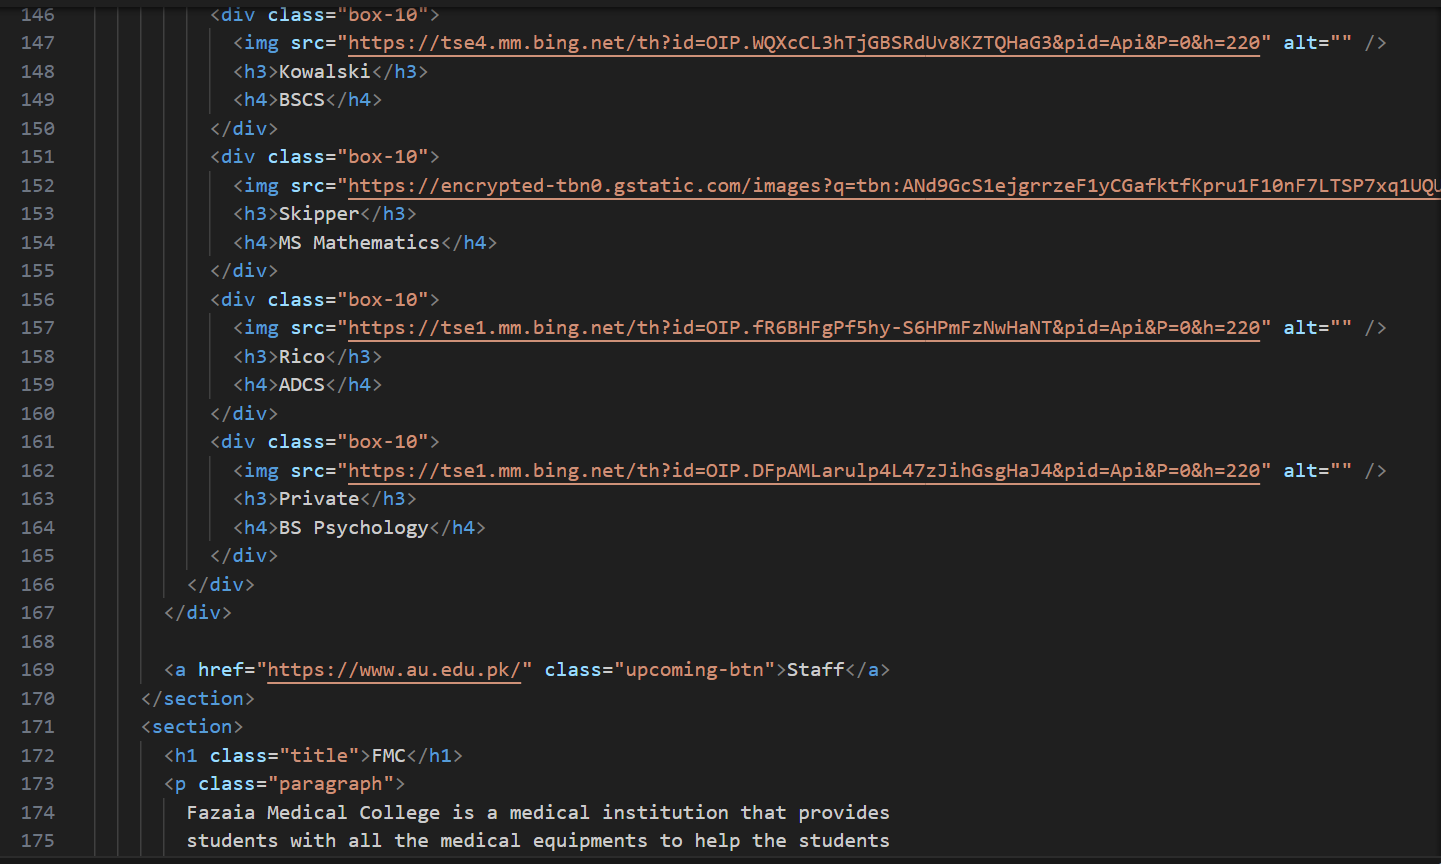 146 <div class="box-10">
147 <img src="https://tse4.mm.bing.net/th?id=OIP.WQXcCL3hTjGBSRdUv8KZTQHaG3&pid=Api&P=0&h=220" alt="" />
148 <h3>Kowalski</h3>
149 <h4>BSCS</h4>
150 </div>
151 <div class="box-10">
152 <img src="https://encrypted-tbn0.gstatic.com/images?q=tbn:ANd9GcS1ejgrrzeF1yCGafktfKpru1F10nF7LTSP7xq1UQU
153 <h3>Skipper</h3>
154 <h4>MS Mathematics</h4>
155 </div>
156 <div class="box-10">
157 <img src="https://tse1.mm.bing.net/th?id=OIP.fR6BHFgPf5hy-S6HPmFzNwHaNT&pid=Api&P=0&h=220" alt="" />
158 <h3>Rico</h3>
159 <h4>ADCS</h4>
160 </div>
161 <div class="box-10">
162 <img src="https://tse1.mm.bing.net/th?id=OIP.DFpAMLarulp4L47zJihGsgHaJ4&pid=Api&P=0&h=220" alt="" />
163 <h3>Private</h3>
164 <h4>BS Psychology</h4>
165 </div>
166 </div>
167 </div>
168
169 <a href="https://www.au.edu.pk/" class="upcoming-btn">Staff</a>
170 </section>
171 <section>
172 <h1 class="title">FMC</h1>
173 <p class="paragraph">
174 Fazaia Medical College is a medical institution that provides
175 students with all the medical equipments to help the students